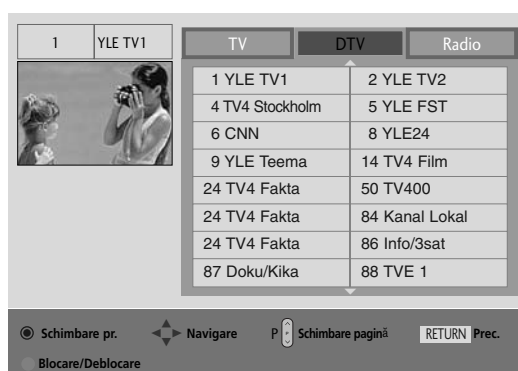 1 YLE TV1
TV DTV Radio
1 YLE TV1 2 YLE TV2
4 TV4 Stockholm 5 YLE FST
6 CNN 8 YLE24
9 YLE Teema 14 TV4 Film
24 TV4 Fakta 50 TV400
24 TV4 Fakta 84 Kanal Lokal
24 TV4 Fakta 86 Info/3sat
87 Doku/Kika 88 TVE 1
Schimbare pr. Navigare P Schimbare pagină RETURN Prec.
Blocare/Deblocare